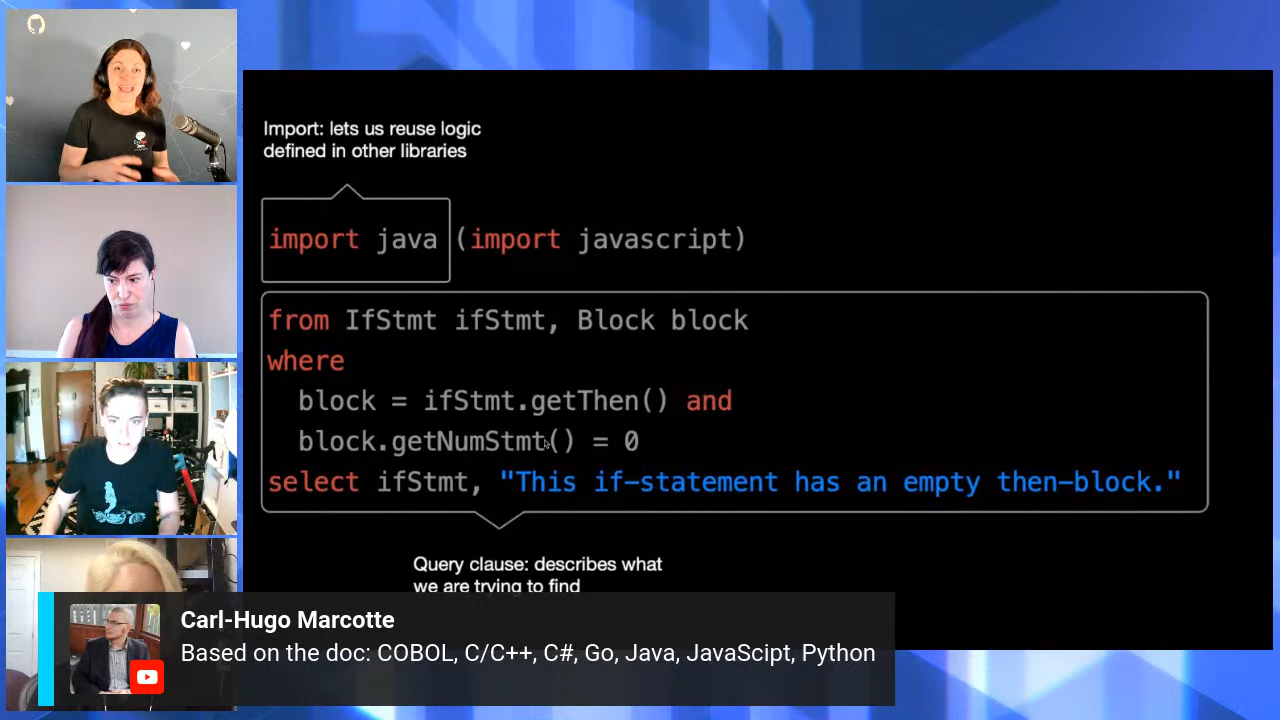 Import: lets us reuse logic
defined in other libraries
import java (import javascript)
from IfStmt ifStmt, Block block
where
block = ifStmt.getThen() and
block.getNumStmt() = 0
select ifStmt, "This if-statement has an empty then-block."
Query clause: describes what
we are trying to find
Carl-Hugo Marcotte
Based on the doc: COBOL, C/C++, C#, Go, Java, JavaScipt, Python